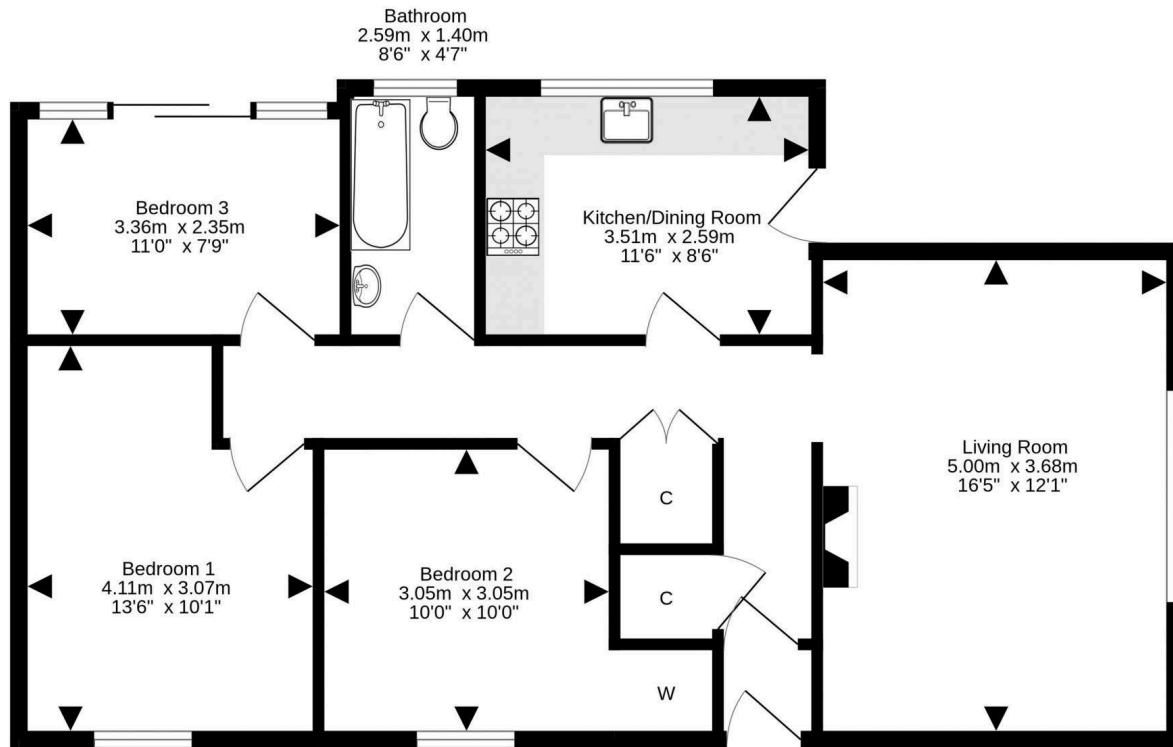 Bathroom
2.59m x 1.40m
8'6" x 4'7"
Bedroom 3
3.36m x 2.35m
11'0" x 7'9"
Kitchen/Dining Room
3.51m x 2.59m
11'6" x 8'6"
Living Room
5.00m x 3.68m
16'5" x 12'1"
C
Bedroom 1
4.11m x 3.07m
13'6" x 10'1"
Bedroom 2
3.05m x 3.05m
10'0" x 10'0"
C
W